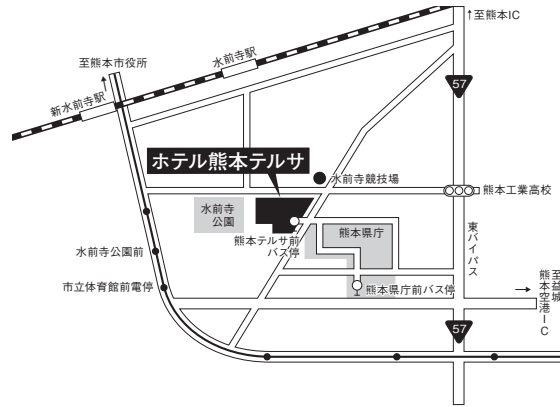 至熊本IC
57
水前寺駅
至熊本市役所
新水前寺駅
ホテル熊本テルサ
水前寺競技場
熊本工業高校
水前寺
公園
熊本テルサ前
バス停
熊本県庁
東バイパス
水前寺公園前
市立体育館前電停
熊本県庁前バス停
至益城
熊本空港IC
57